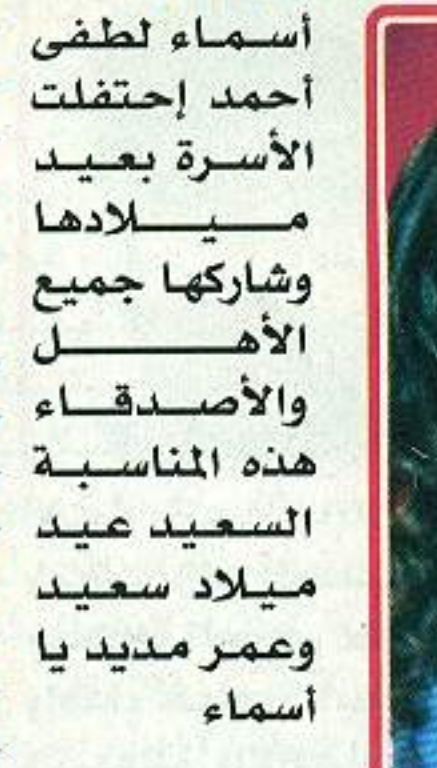 أسماء لطفى
أحمد إحتفلت
الأسرة بعيد
ميلادها
وشاركها جميع
الأهل
والأصدقاء
هذه المناسبة
السعيد عيد
ميلاد سعيد
وعمر مديد يا
أسماء